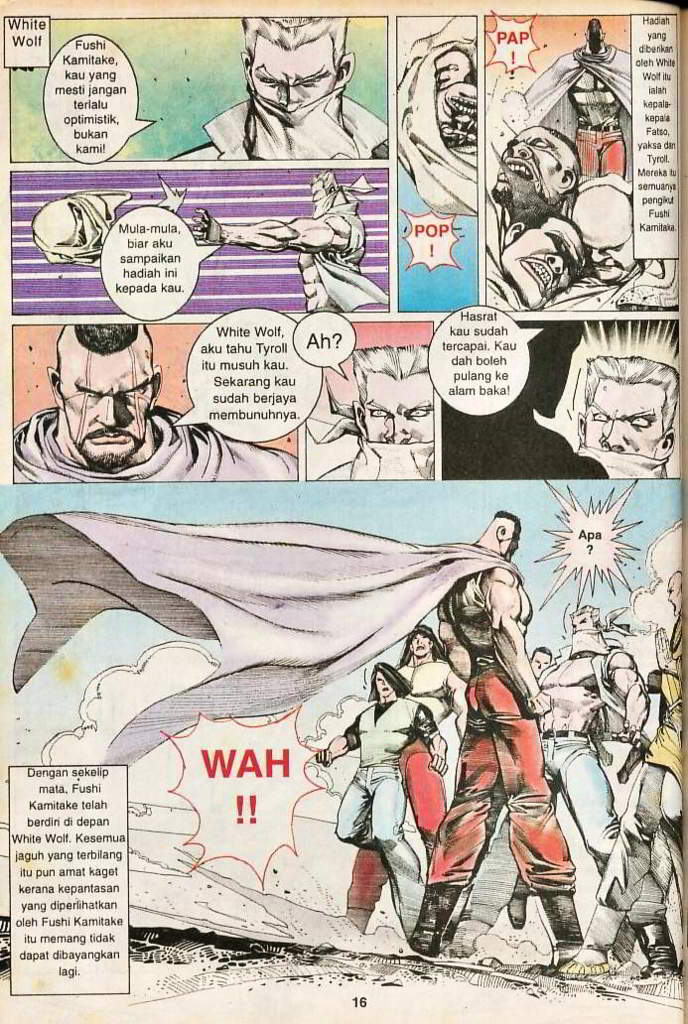 White
Wolf
Fushi
Kamitake,
kau yang
mesti jangan
terlalu
optimistik,
bukan
kami!
PAP
!
Hadiah
yang
diberikan
oleh White
Wolf itu
ialah
kepala-
kepala
Fatso,
yaksa dan
Tyroll.
Mereka itu
semuanya
pengikut
Fushi
Kamitaka.
Mula-mula,
biar aku
sampaikan
hadiah ini
kepada kau.
POP
!
White Wolf,
aku tahu Tyroll
itu musuh kau.
Sekarang kau
sudah berjaya
membunuhnya.
Ah?
Hasrat
kau sudah
tercapai. Kau
dah boleh
pulang ke
alam baka!
Apa
?
WAH
!!
Dengan sekelip
mata, Fushi
Kamitake telah
berdiri di depan
White Wolf. Kesemua
jaguh yang terbilang
itu pun amat kaget
kerana kepantasan
yang diperlihatkan
oleh Fushi Kamitake
itu memang tidak
dapat dibayangkan
lagi.
16